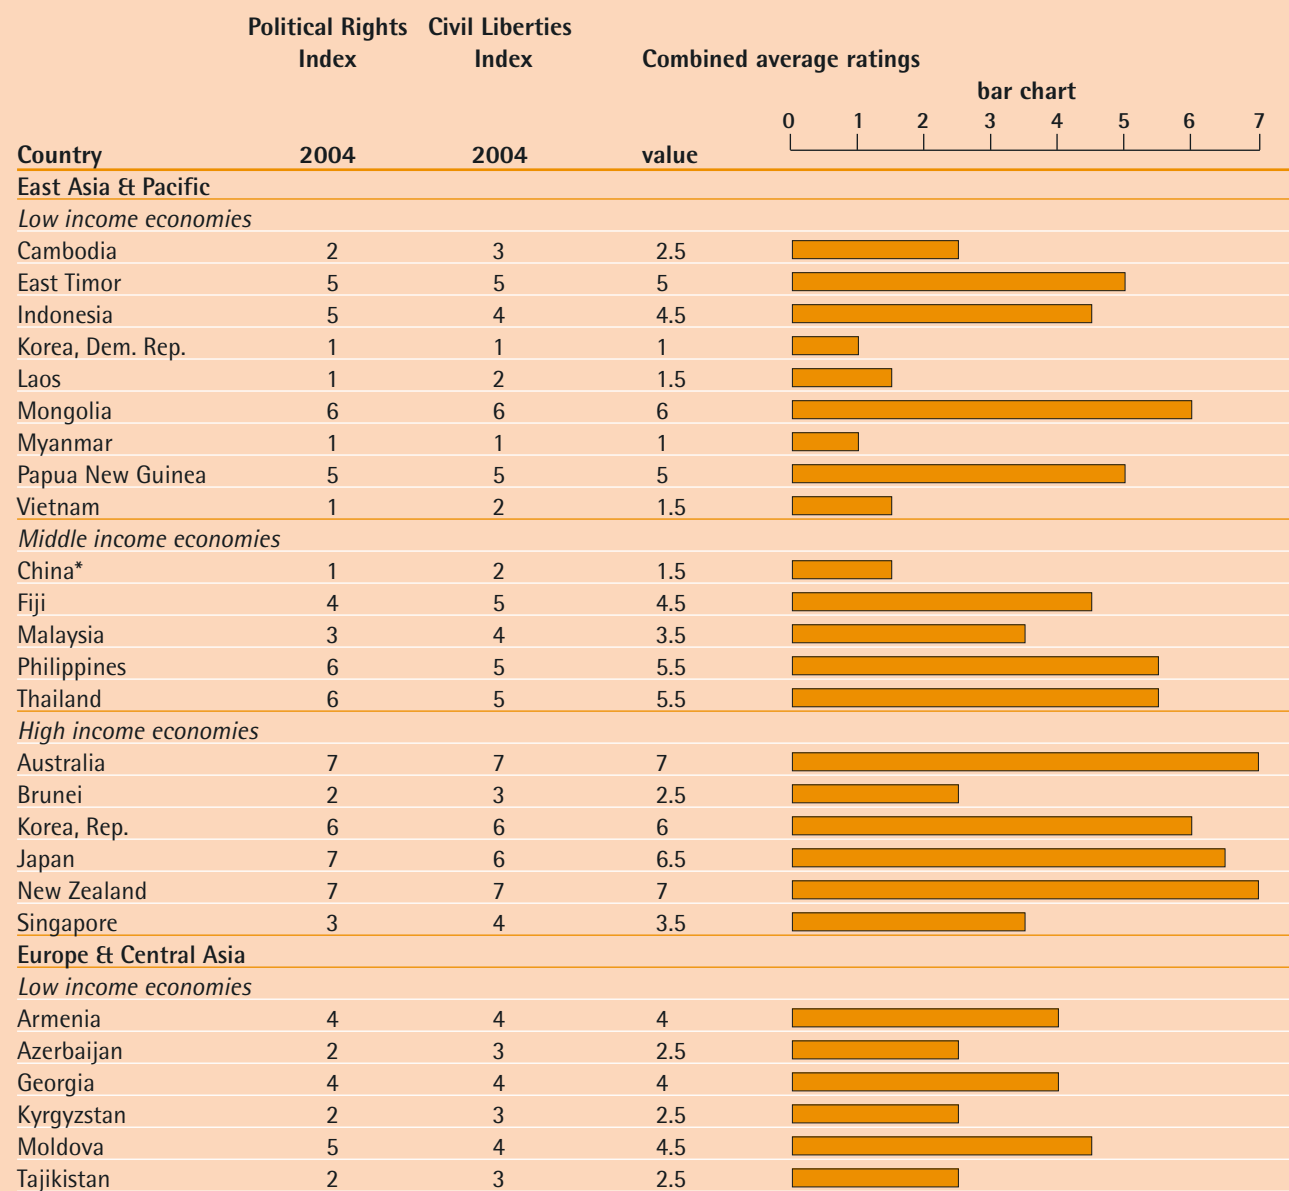 Political Rights Civil Liberties
Index Index Combined average ratings
bar chart
0 1 2 3 4 5 6 7
Country 2004 2004 value
East Asia & Pacific
Low income economies
Cambodia 2 3 2.5
East Timor 5 5 5
Indonesia 5 4 4.5
Korea, Dem. Rep. 1 1 1
Laos 1 2 1.5
Mongolia 6 6 6
Myanmar 1 1 1
Papua New Guinea 5 5 5
Vietnam 1 2 1.5
Middle income economies
China* 1 2 1.5
Fiji 4 5 4.5
Malaysia 3 4 3.5
Philippines 6 5 5.5
Thailand 6 5 5.5
High income economies
Australia 7 7 7
Brunei 2 3 2.5
Korea, Rep. 6 6 6
Japan 7 6 6.5
New Zealand 7 7 7
Singapore 3 4 3.5
Europe & Central Asia
Low income economies
Armenia 4 4 4
Azerbaijan 2 3 2.5
Georgia 4 4 4
Kyrgyzstan 2 3 2.5
Moldova 5 4 4.5
Tajikistan 2 3 2.5